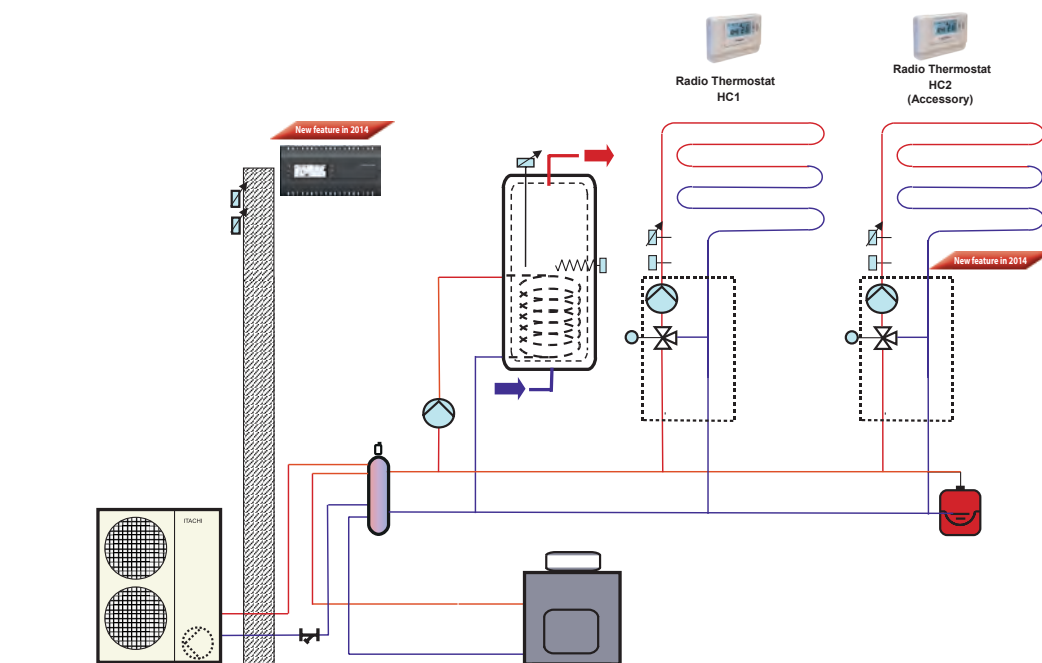 Radio Thermostat
HC1
Radio Thermostat
HC2
(Accessory)
New feature in 2014
New feature in 2014
ITACHI